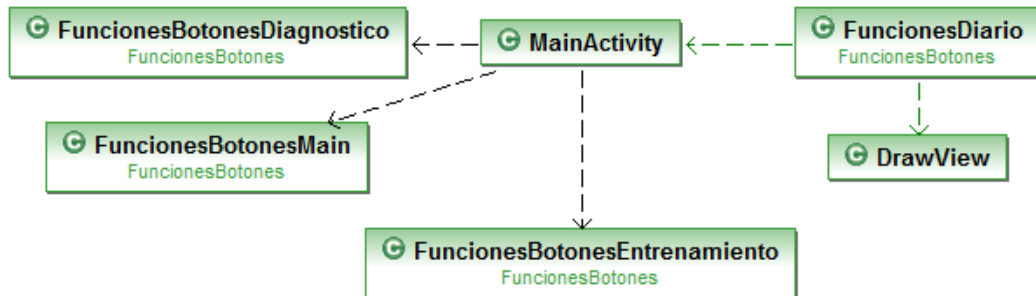 FuncionesBotonesDiagnostico
FuncionesBotones
MainActivity
FuncionesDiario
FuncionesBotones
FuncionesBotonesMain
FuncionesBotones
DrawView
FuncionesBotonesEntrenamiento
FuncionesBotones